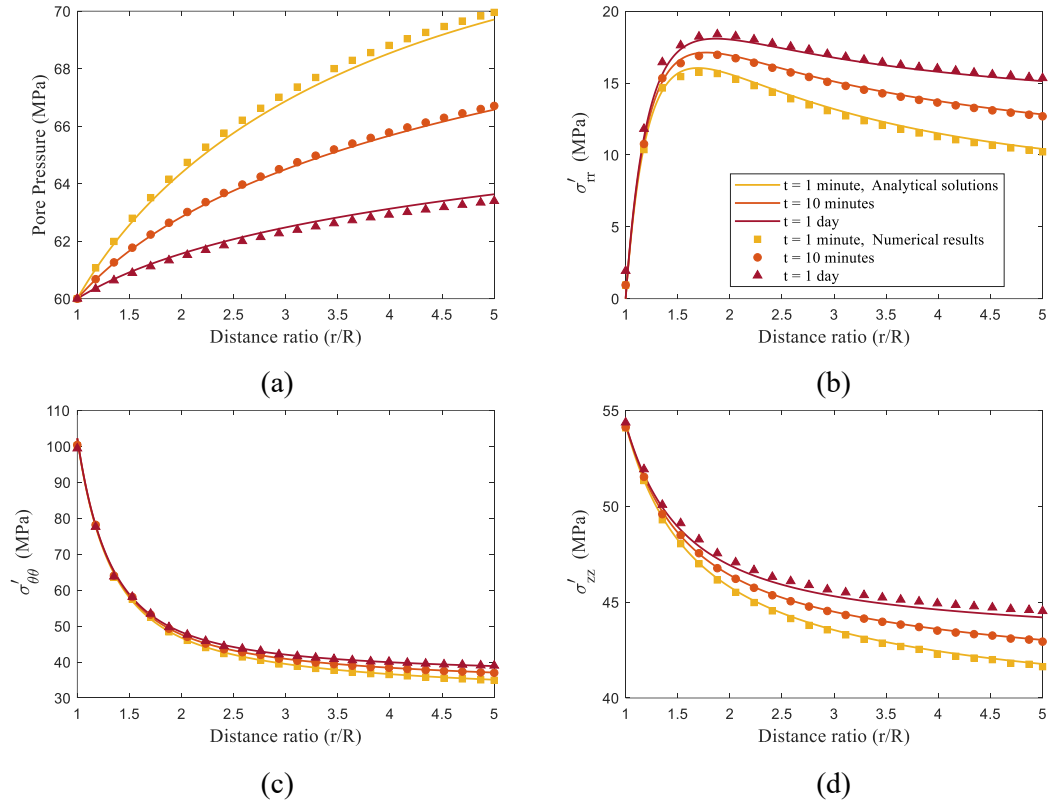 70
68
66
64
62
60
Pore Pressure (MPa)
1 1.5 2 2.5 3 3.5 4 4.5 5
Distance ratio (r/R)
(a)
20
15
10
5
0
σ′rr (MPa)
t = 1 minute, Analytical solutions
t = 10 minutes
t = 1 day
t = 1 minute, Numerical results
t = 10 minutes
t = 1 day
1 1.5 2 2.5 3 3.5 4 4.5 5
Distance ratio (r/R)
(b)
110
100
90
80
70
60
50
40
30
σ′θθ (MPa)
1 1.5 2 2.5 3 3.5 4 4.5 5
Distance ratio (r/R)
(c)
55
50
45
40
σ′zz (MPa)
1 1.5 2 2.5 3 3.5 4 4.5 5
Distance ratio (r/R)
(d)